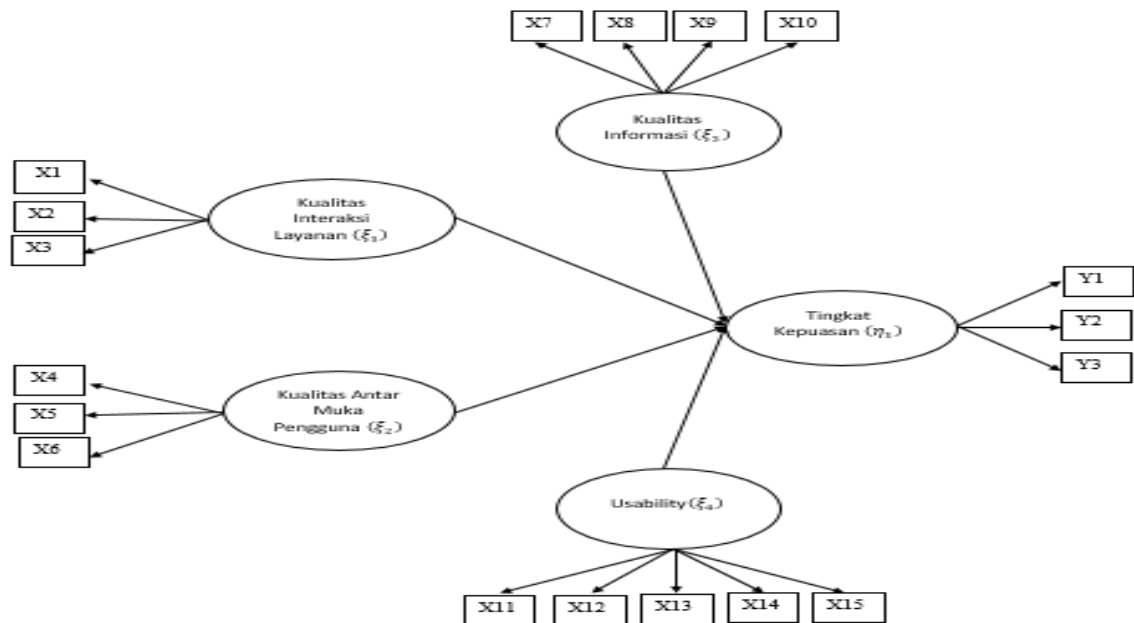 X7
X8
X9
X10
Kualitas
Informasi (ξ₃)
X1
X2
X3
Kualitas
Interaksi
Layanan (ξ₁)
Tingkat
Kepuasan (η₁)
Y1
Y2
Y3
X4
X5
X6
Kualitas Antar
Muka
Pengguna (ξ₂)
Usability (ξ₄)
X11
X12
X13
X14
X15